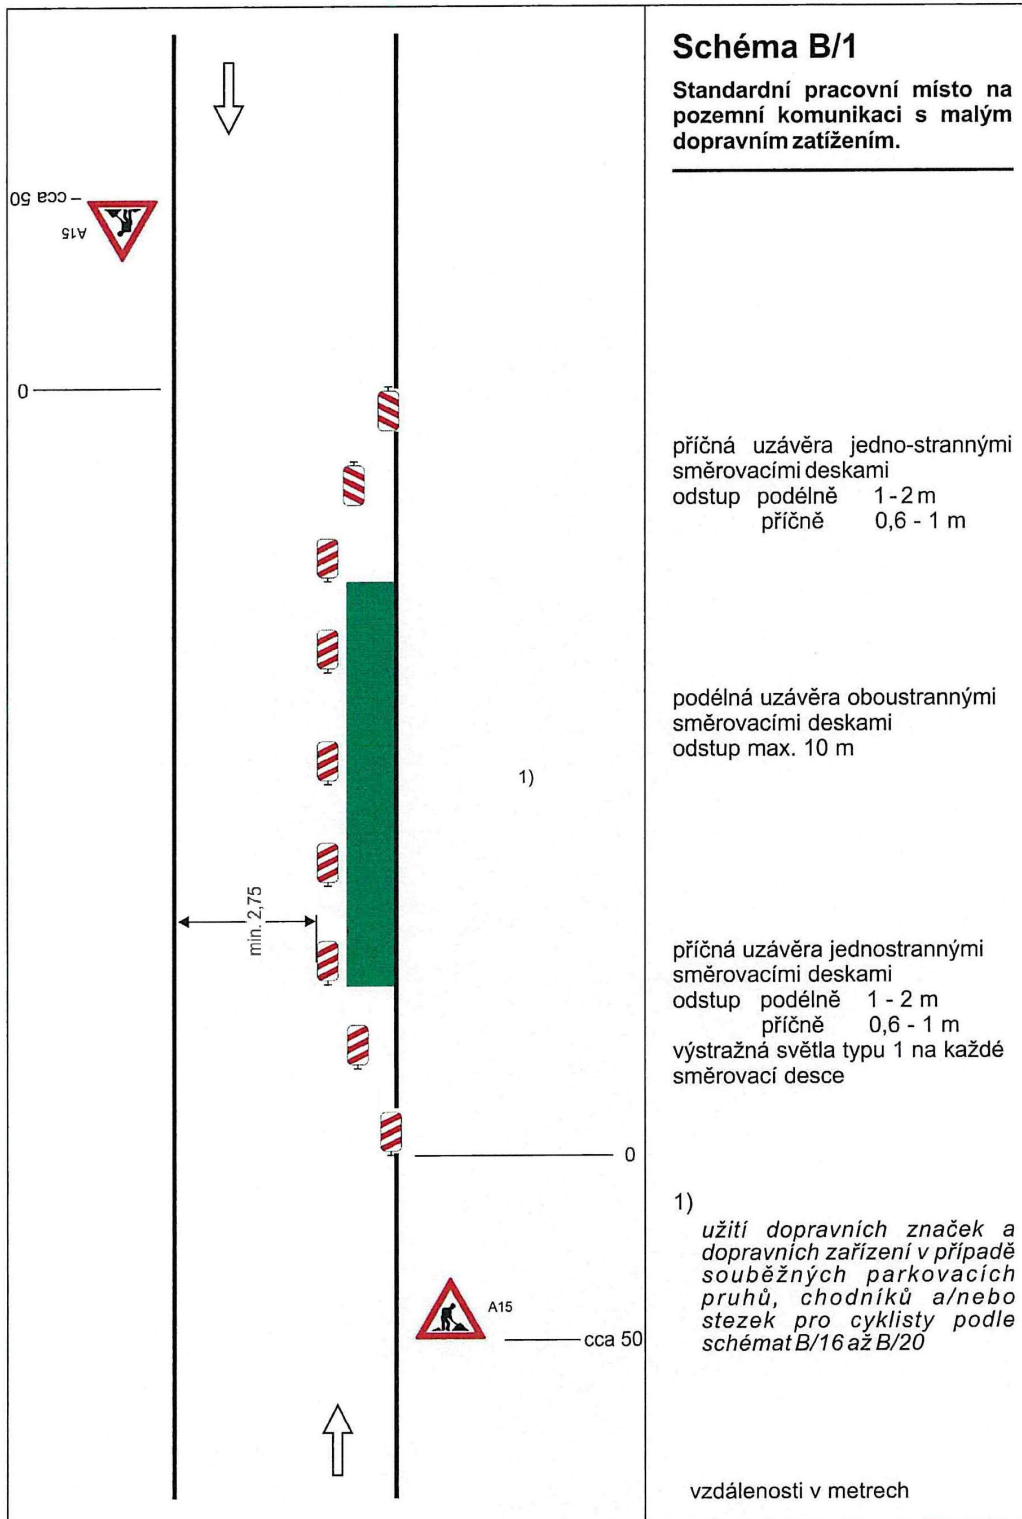 Schéma B/1
Standardní pracovní místo na
pozemní komunikaci s malým
dopravním zatížením.
cca 50
A15
0
příčná uzávěra jedno-strannými
směrovacími deskami
odstup podélně 1-2 m
příčně 0,6 - 1 m
podélná uzávěra oboustrannými
směrovacími deskami
odstup max. 10 m
1)
min. 2,75
příčná uzávěra jednostrannými
směrovacími deskami
odstup podélně 1 - 2 m
příčně 0,6 - 1 m
výstražná světla typu 1 na každé
směrovací desce
0
1)
užití dopravních značek a
dopravních zařízení v případě
souběžných parkovacích
pruhů, chodníků a/nebo
stezek pro cyklisty podle
schémat B/16 až B/20
A15
cca 50
vzdálenosti v metrech